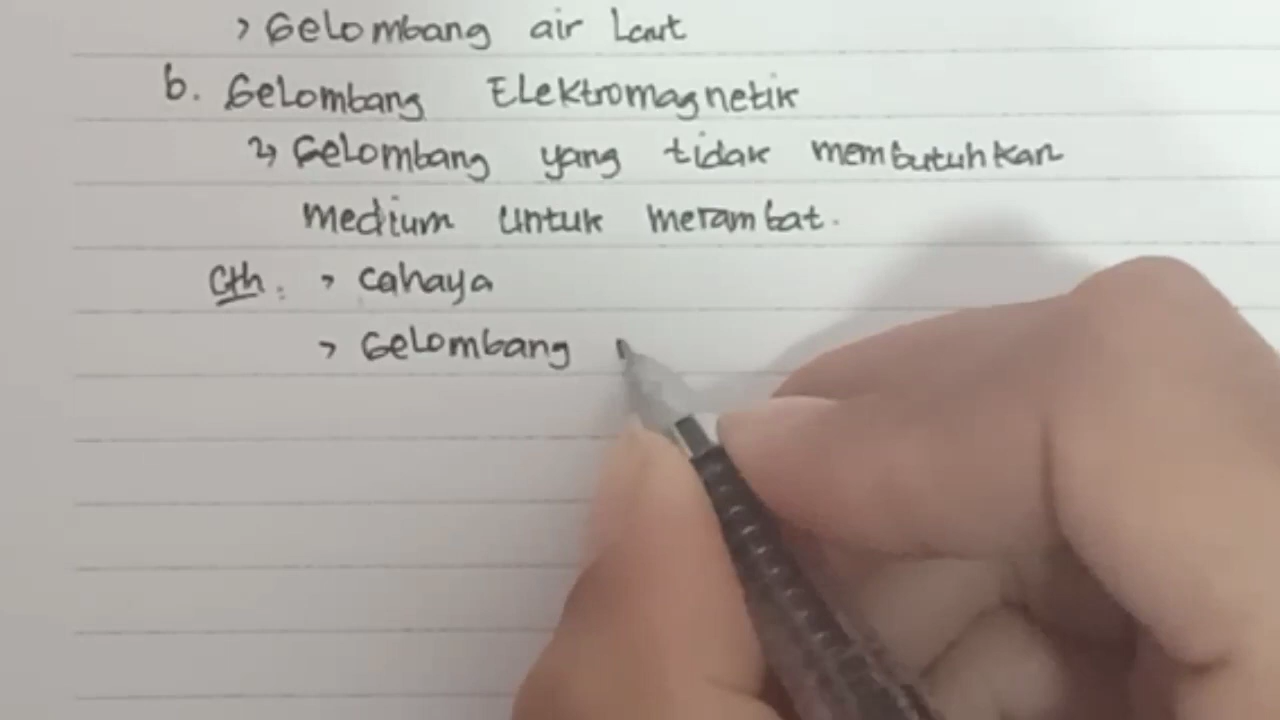 > Gelombang air Laut
b. Gelombang Elektromagnetik
↳ Gelombang yang tidak membutuhkan
medium untuk merambat.
Cth : > cahaya
> Gelombang